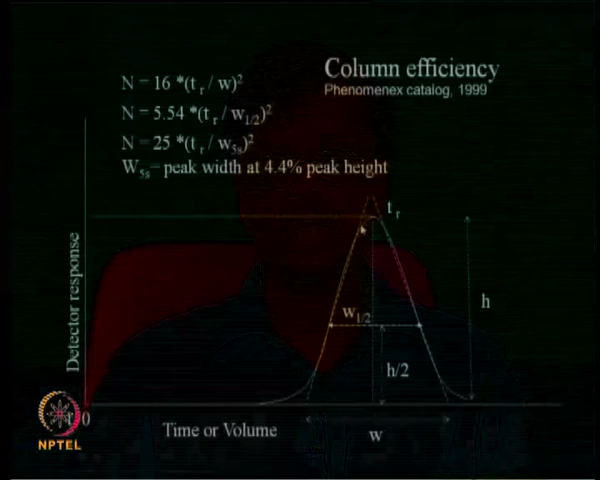 Column efficiency
Phenomenex catalog, 1999
N = 16 *(t r / w)2
N = 5.54 *(t r / w1/2)2
N = 25 *(t r / w5s)2
W5s= peak width at 4.4% peak height
t r
Detector response
w1/2
h
h/2
0
Time or Volume
w
NPTEL